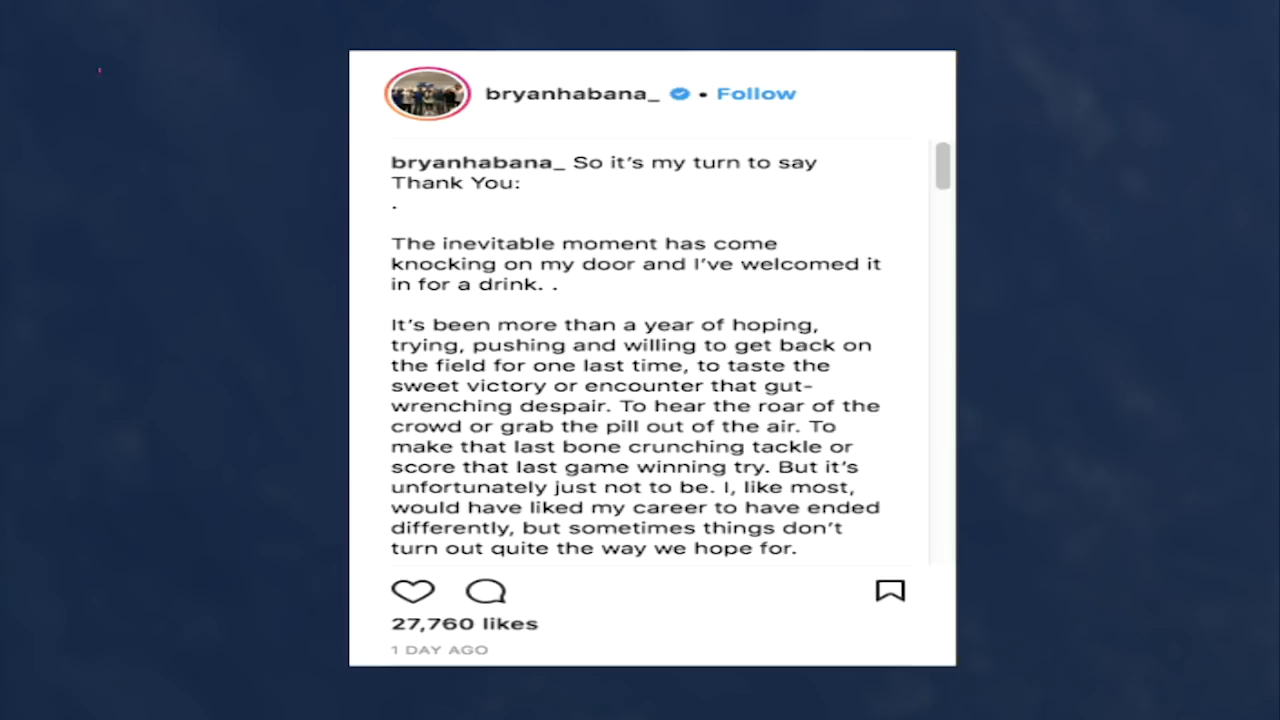 bryanhabana_ • Follow
bryanhabana_ So it's my turn to say
Thank You:
.
The inevitable moment has come
knocking on my door and I've welcomed it
in for a drink. .
It's been more than a year of hoping,
trying, pushing and willing to get back on
the field for one last time, to taste the
sweet victory or encounter that gut-
wrenching despair. To hear the roar of the
crowd or grab the pill out of the air. To
make that last bone crunching tackle or
score that last game winning try. But it's
unfortunately just not to be. I, like most,
would have liked my career to have ended
differently, but sometimes things don't
turn out quite the way we hope for.
27,760 likes
1 DAY AGO